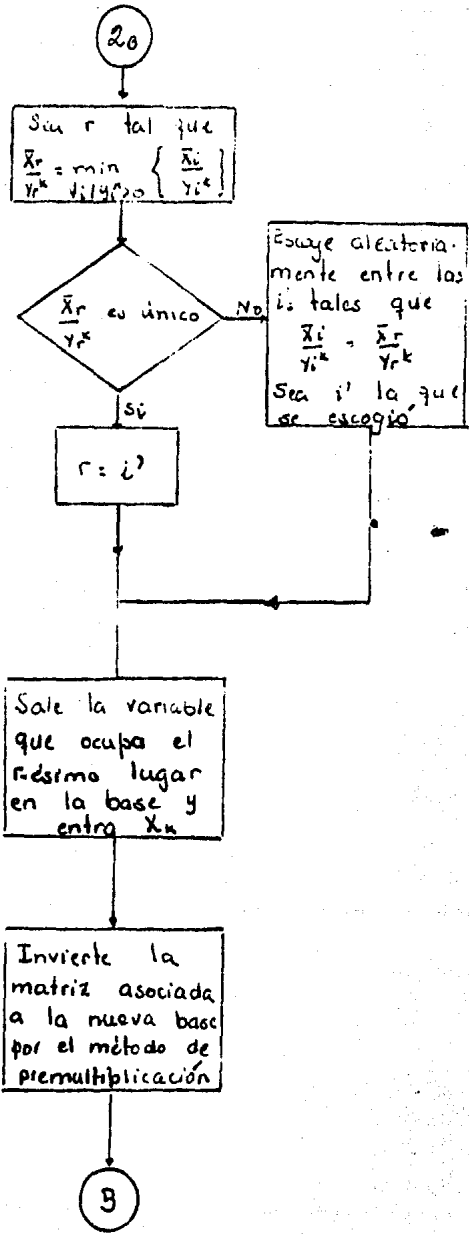 20
Sea r tal que
X̄r/Yr^k = min ∀i/yi^k>0 { X̄i/Yi^k }
X̄r/Yr^k es único
No
Escoje aleatoria-
mente entre las
i's tales que
X̄i/Yi^k = X̄r/Yr^k
Sea i' la que
se escogió
Si
r = i'
Sale la variable
que ocupa el
r-ésimo lugar
en la base y
entra Xk
Invierte la
matriz asociada
a la nueva base
por el método de
premultiplicación
B